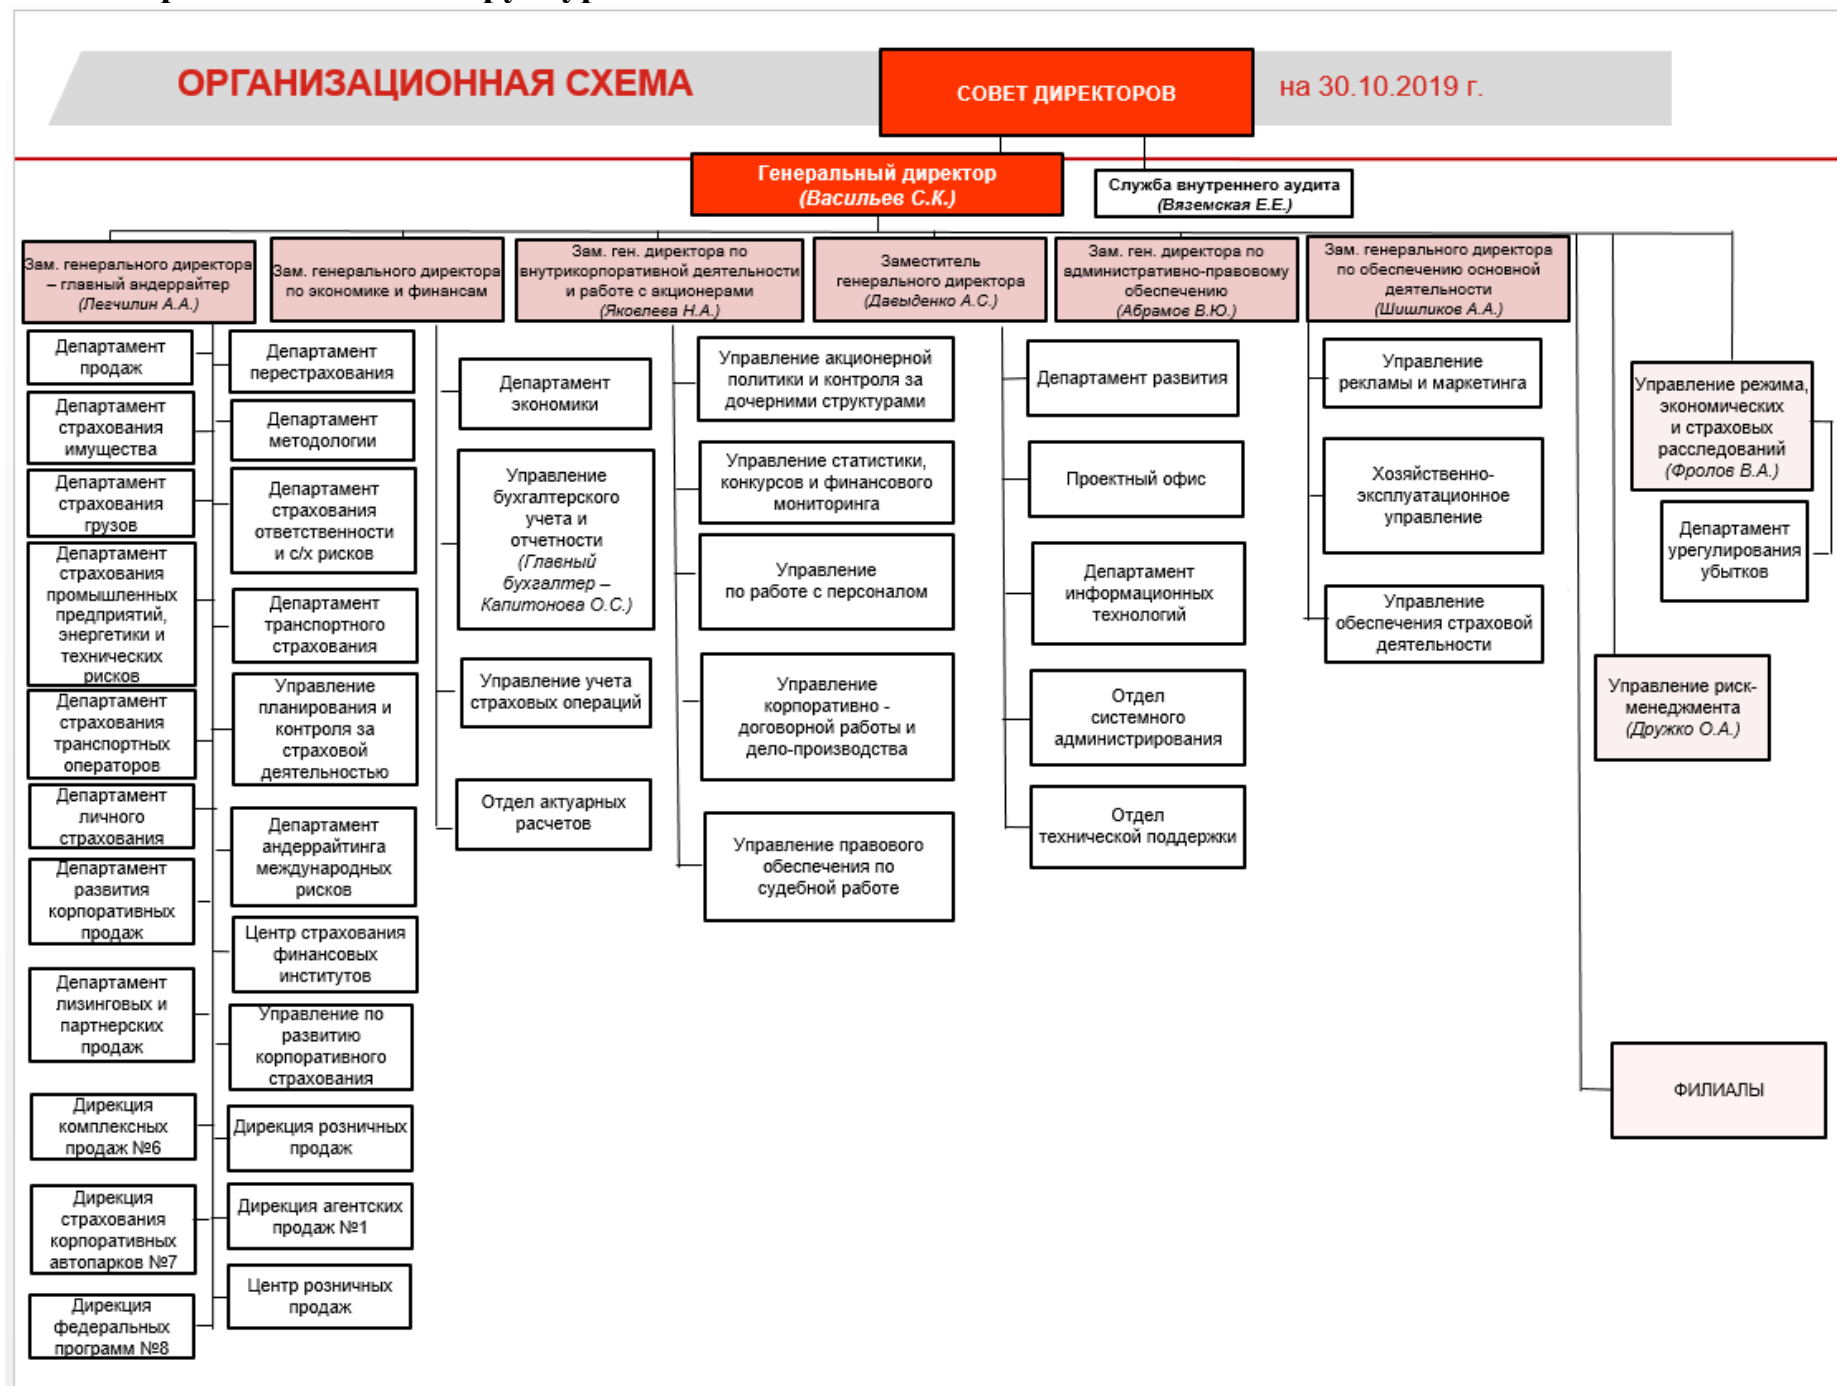 ОРГАНИЗАЦИОННАЯ СХЕМА
СОВЕТ ДИРЕКТОРОВ
на 30.10.2019 г.
Генеральный директор
(Васильев С.К.)
Служба внутреннего аудита
(Вяземская Е.Е.)
Зам. генерального директора
– главный андеррайтер
(Легчилин А.А.)
Зам. генерального директора
по экономике и финансам
Зам. ген. директора по
внутрикорпоративной деятельности
и работе с акционерами
(Яковлева Н.А.)
Заместитель
генерального директора
(Давыденко А.С.)
Зам. ген. директора по
административно-правовому
обеспечению
(Абрамов В.Ю.)
Зам. генерального директора
по обеспечению основной
деятельности
(Шишликов А.А.)
Департамент
продаж
Департамент
страхования
имущества
Департамент
страхования
грузов
Департамент
страхования
промышленных
предприятий,
энергетики и
технических
рисков
Департамент
страхования
транспортных
операторов
Департамент
личного
страхования
Департамент
развития
корпоративных
продаж
Департамент
лизинговых и
партнерских
продаж
Дирекция
комплексных
продаж №6
Дирекция
страхования
корпоративных
автопарков №7
Дирекция
федеральных
программ №8
Департамент
перестрахования
Департамент
методологии
Департамент
страхования
ответственности
и с/х рисков
Департамент
транспортного
страхования
Управление
планирования и
контроля за
страховой
деятельностью
Департамент
андеррайтинга
международных
рисков
Центр страхования
финансовых
институтов
Управление по
развитию
корпоративного
страхования
Дирекция розничных
продаж
Дирекция агентских
продаж №1
Центр розничных
продаж
Департамент
экономики
Управление
бухгалтерского
учета и
отчетности
(Главный
бухгалтер –
Капитонова О.С.)
Управление учета
страховых операций
Отдел актуарных
расчетов
Управление акционерной
политики и контроля за
дочерними структурами
Управление статистики,
конкурсов и финансового
мониторинга
Управление
по работе с персоналом
Управление
корпоративно -
договорной работы и
дело-производства
Управление правового
обеспечения по
судебной работе
Департамент развития
Проектный офис
Департамент
информационных
технологий
Отдел
системного
администрирования
Отдел
технической поддержки
Управление
рекламы и маркетинга
Хозяйственно-
эксплуатационное
управление
Управление
обеспечения страховой
деятельности
Управление режима,
экономических
и страховых
расследований
(Фролов В.А.)
Департамент
урегулирования
убытков
Управление риск-
менеджмента
(Дружко О.А.)
ФИЛИАЛЫ